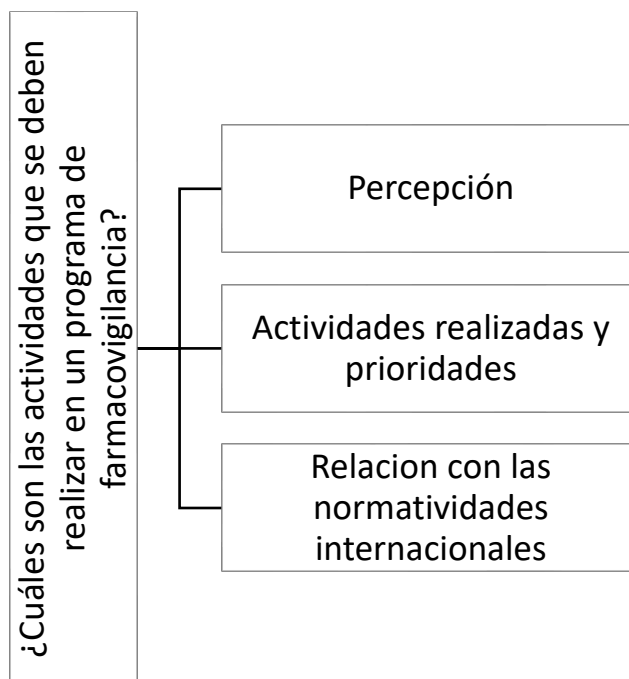 ¿Cuáles son las actividades que se deben
realizar en un programa de
farmacovigilancia?
Percepción
Actividades realizadas y
prioridades
Relacion con las
normatividades
internacionales